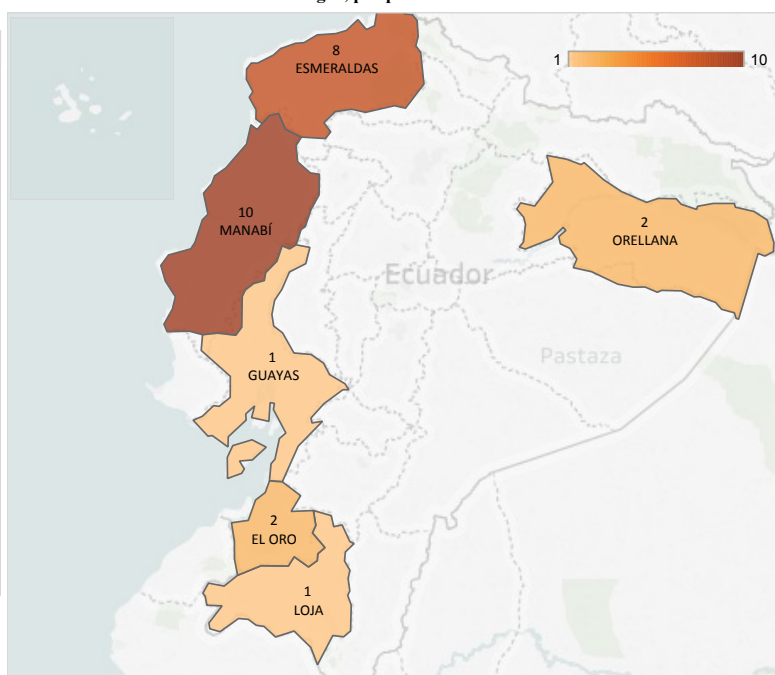 8
ESMERALDAS
1
10
10
MANABÍ
2
ORELLANA
Ecuador
Pastaza
1
GUAYAS
2
EL ORO
1
LOJA